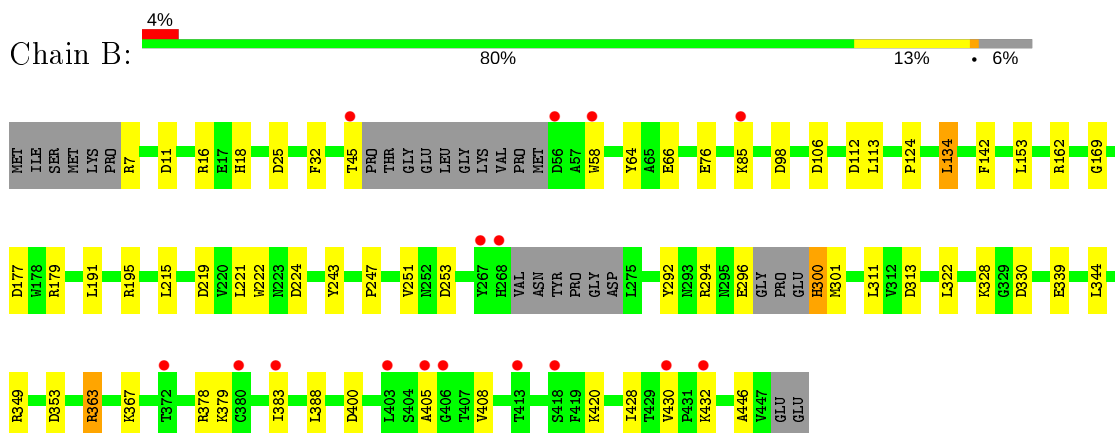 4%
Chain B:
80% 13% • 6%
MET ILE SER MET LYS PRO R7 D11 R16 E17 H18 D25 F32 T45 PRO THR GLY GLU LEU GLY LYS VAL PRO MET D56 A57 W58 Y64 A65 E66 E76 K85 D98 D106 D112 L113 P124 L134 F142 L153 R162 G169
D177 W178 R179 L191 R195 L215 D219 V220 L221 W222 N223 D224 Y243 P247 V251 N252 D253 Y267 H268 VAL ASN TYR PRO GLY ASP L275 Y292 N293 R294 N295 E296 GLY PRO GLU H300 M301 L311 V312 D313 L322 K328 G329 D330 E339 L344
R349 D353 R363 K367 T372 R378 K379 C380 I383 L388 D400 L403 S404 A405 G406 T407 V408 T413 S418 F419 K420 I428 T429 V430 P431 K432 A446 V447 GLU GLU